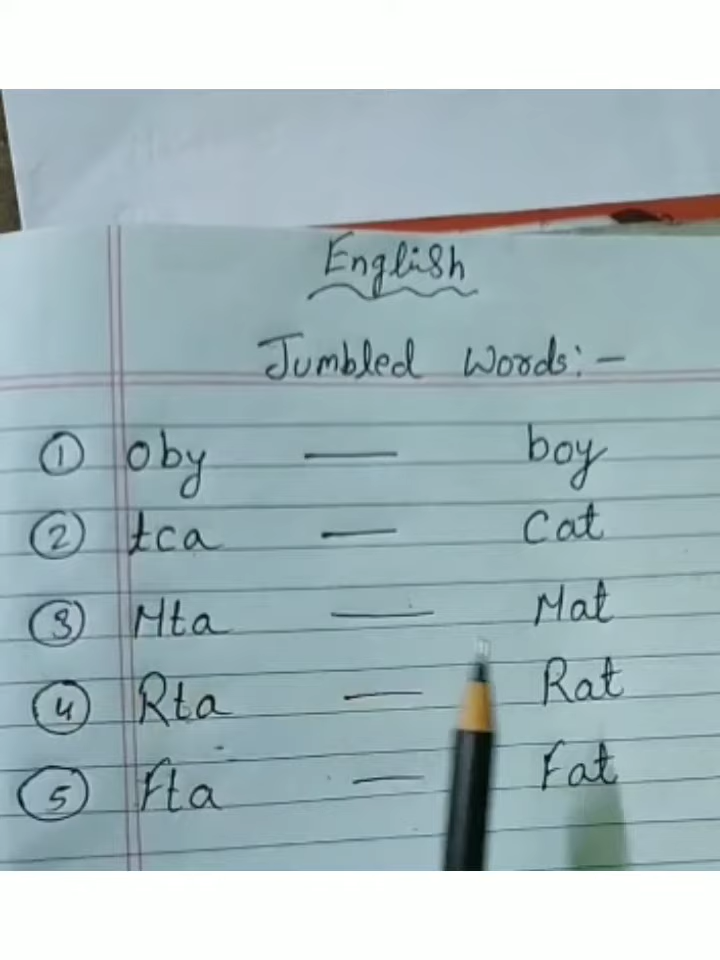 English
Jumbled Words:-
① oby — boy
② tca — Cat
③ Mta — Mat
④ Rta — Rat
⑤ Fta — Fat